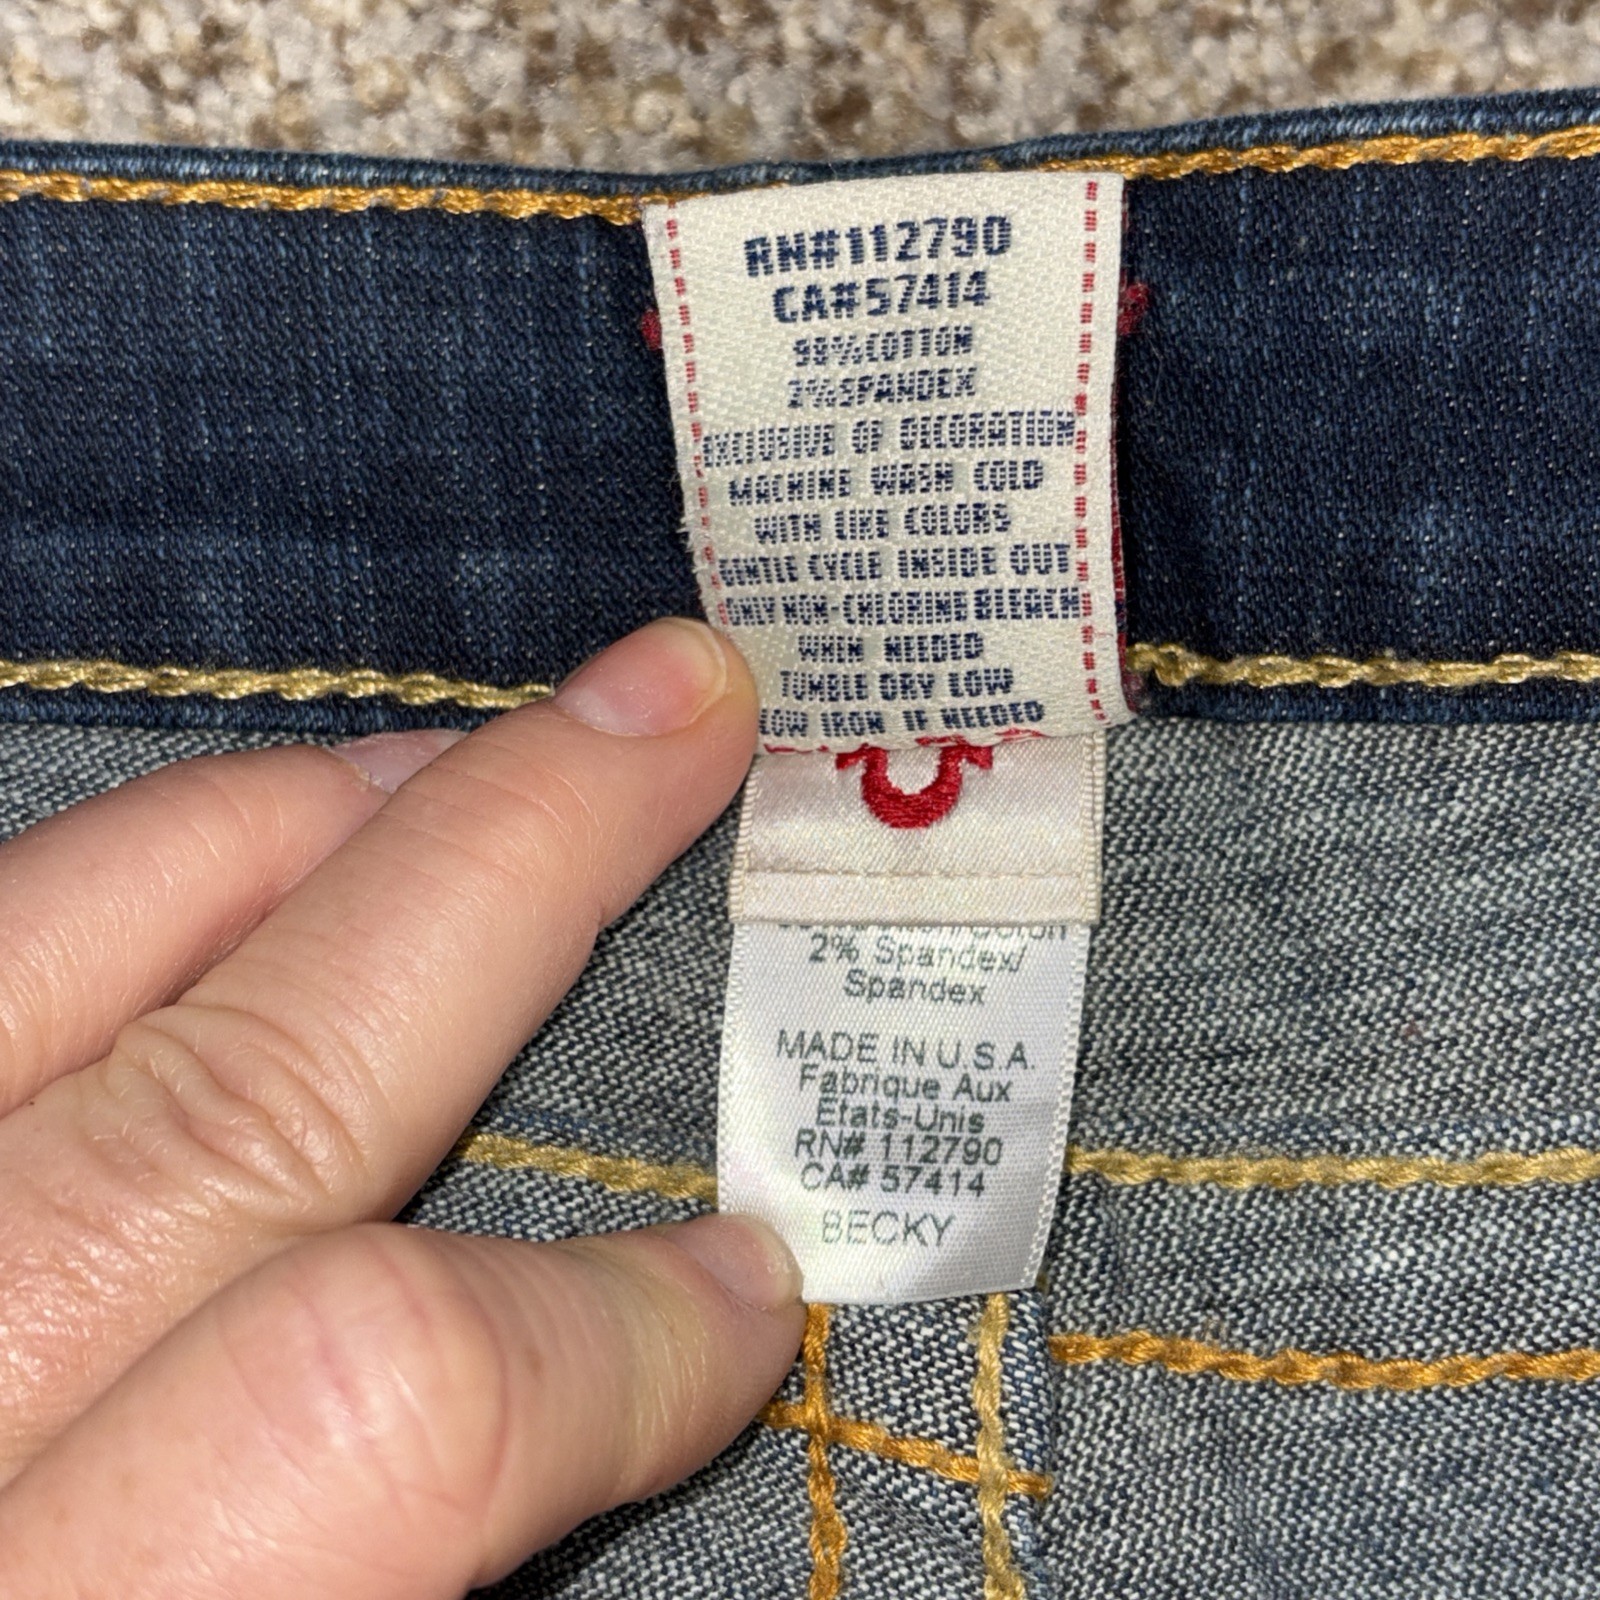 RN#112790
CA#57414
98%COTTON
2%SPANDEX
EXCLUSIVE OF DECORATION
MACHINE WASH COLD
WITH LIKE COLORS
GENTLE CYCLE INSIDE OUT
ONLY NON-CHLORINE BLEACH
WHEN NEEDED
TUMBLE DRY LOW
LOW IRON IF NEEDED
2% Spandex/
Spandex
MADE IN U.S.A.
Fabrique Aux
Etats-Unis
RN# 112790
CA# 57414
BECKY